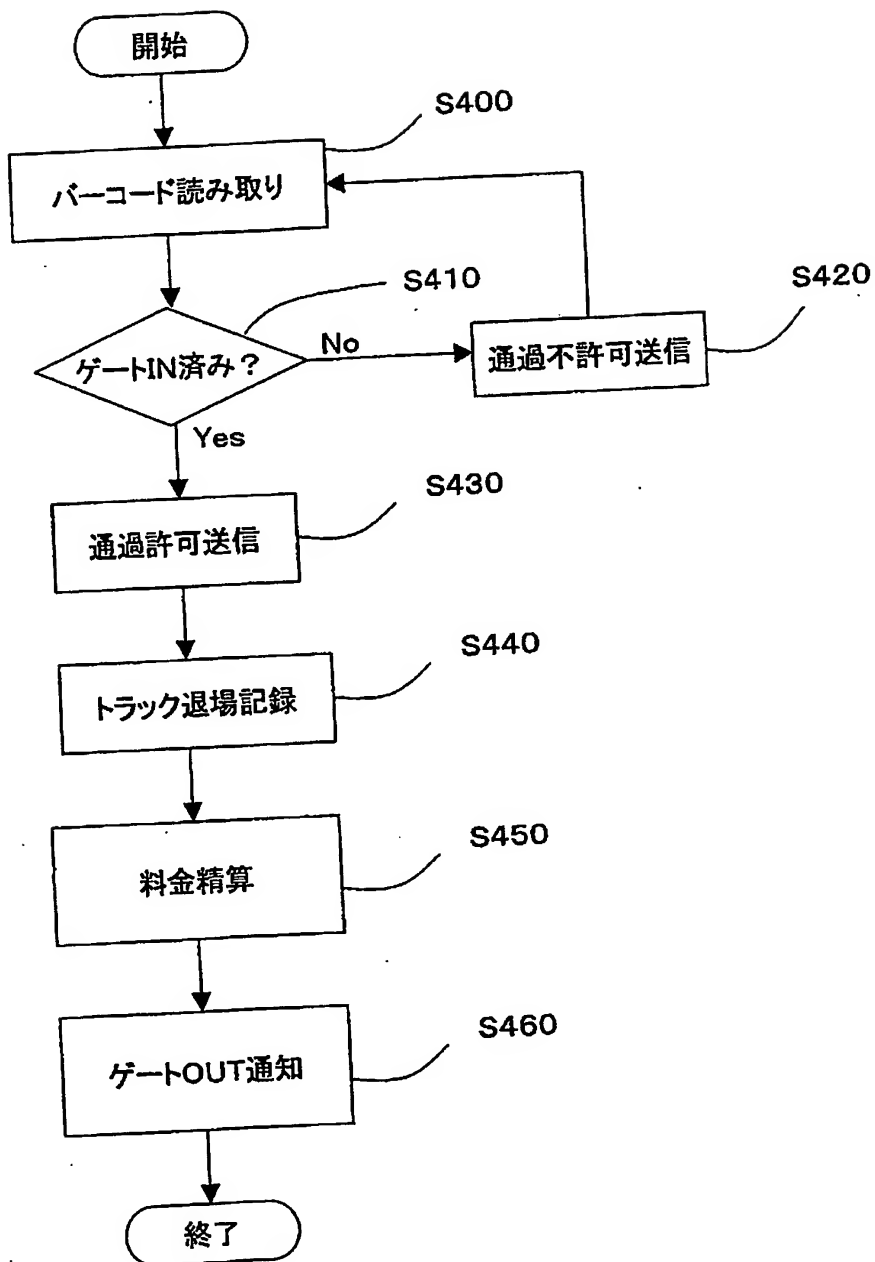 開始
S400
バーコード読み取り
S410
S420
ゲートIN済み？
No
通過不許可送信
Yes
S430
通過許可送信
S440
トラック退場記録
S450
料金精算
S460
ゲートOUT通知
終了